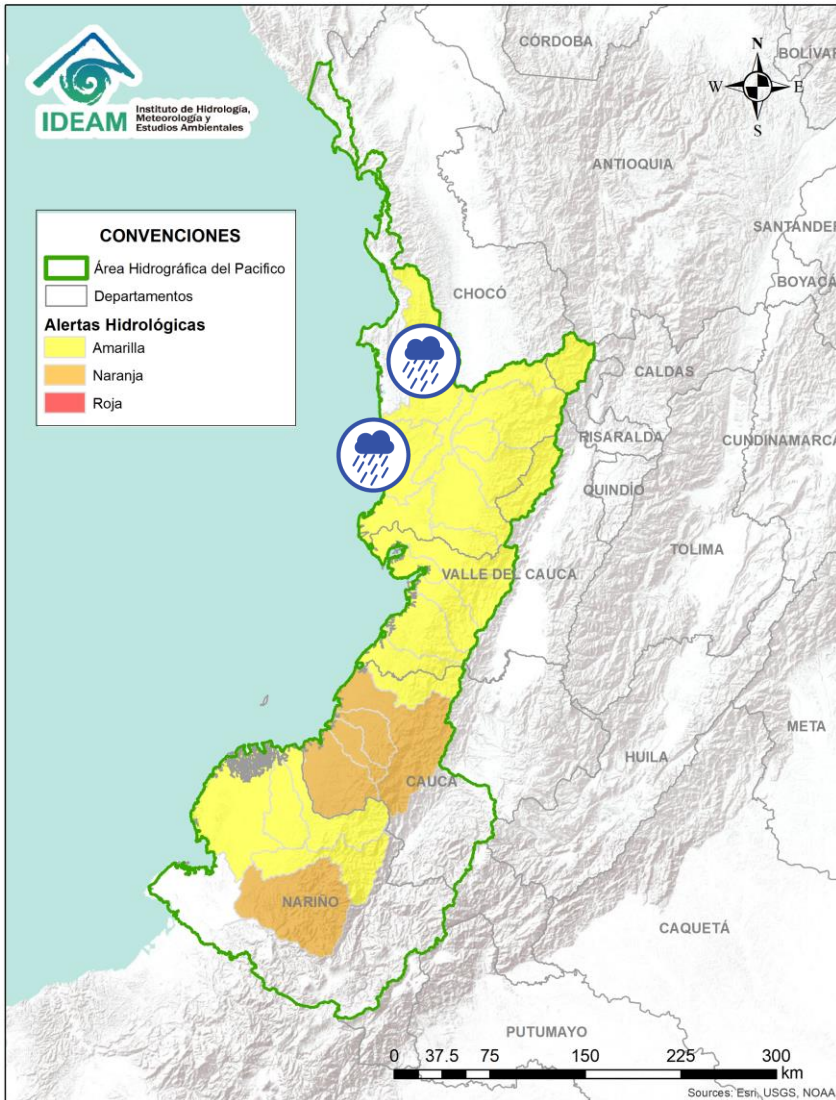 IDEAM
Instituto de Hidrología,
Meteorología y
Estudios Ambientales
CÓRDOBA
BOLÍVAR
N
W E
S
ANTIOQUIA
SANTANDER
BOYACÁ
CONVENCIONES
Área Hidrográfica del Pacifico
Departamentos
Alertas Hidrológicas
Amarilla
Naranja
Roja
CHOCÓ
CALDAS
RISARALDA
CUNDINAMARCA
QUINDÍO
TOLIMA
VALLE DEL CAUCA
META
HUILA
CAUCA
NARIÑO
CAQUETÁ
PUTUMAYO
0 37.5 75 150 225 300
km
Sources: Esri, USGS, NOAA